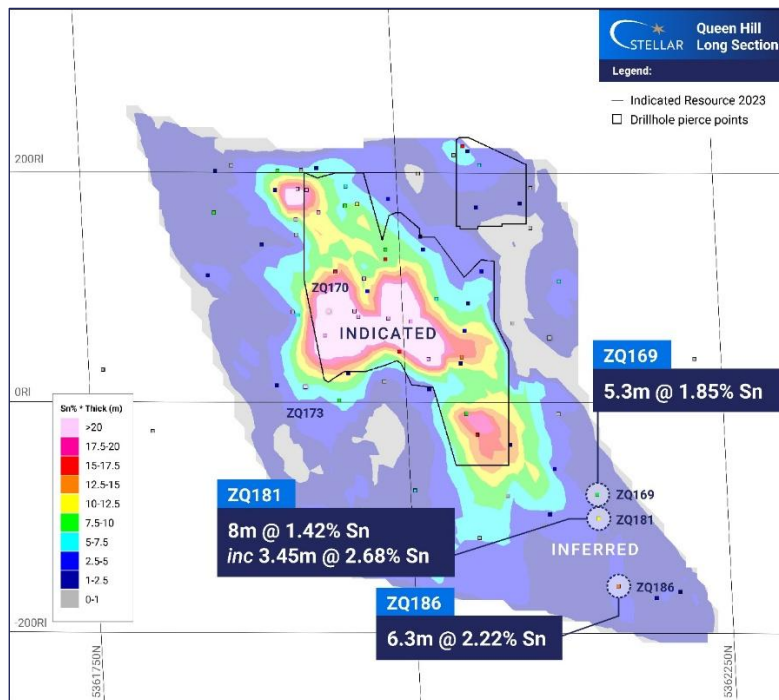 STELLAR
Queen Hill
Long Section
Legend:
Indicated Resource 2023
Drillhole pierce points
200Rl
ZQ170
INDICATED
ZQ169
5.3m @ 1.85% Sn
0Rl
ZQ173
Sn% * Thick (m)
>20
17.5-20
15-17.5
12.5-15
10-12.5
7.5-10
5-7.5
2.5-5
1-2.5
0-1
ZQ181
8m @ 1.42% Sn
inc 3.45m @ 2.68% Sn
ZQ169
ZQ181
INFERRED
ZQ186
ZQ186
6.3m @ 2.22% Sn
-200Rl
5361750N
5362250N